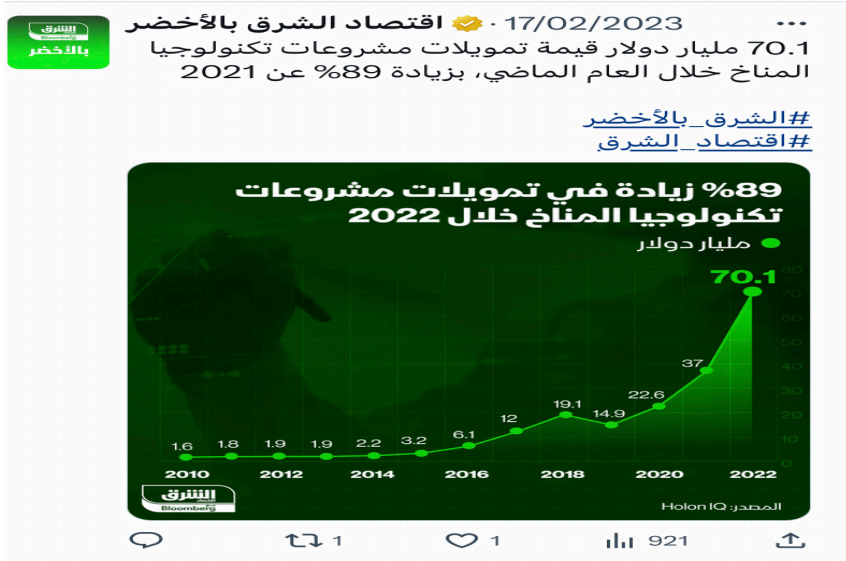 اقتصاد الشرق بالأخضر · 17/02/2023 ...
70.1 مليار دولار قيمة تمويلات مشروعات تكنولوجيا
المناخ خلال العام الماضي، بزيادة 89% عن 2021
#الشرق_بالأخضر
#اقتصاد_الشرق
الشرق
Bloomberg
بالأخضر
89% زيادة في تمويلات مشروعات
تكنولوجيا المناخ خلال 2022
مليار دولار
70.1
80
70
60
50
40
30
20
10
0
1.6 1.8 1.9 1.9 2.2 3.2 6.1 12 19.1 14.9 22.6 37
2010 2012 2014 2016 2018 2020 2022
الشرق
اقتصاد
Bloomberg
المصدر: Holon IQ
1 1 921